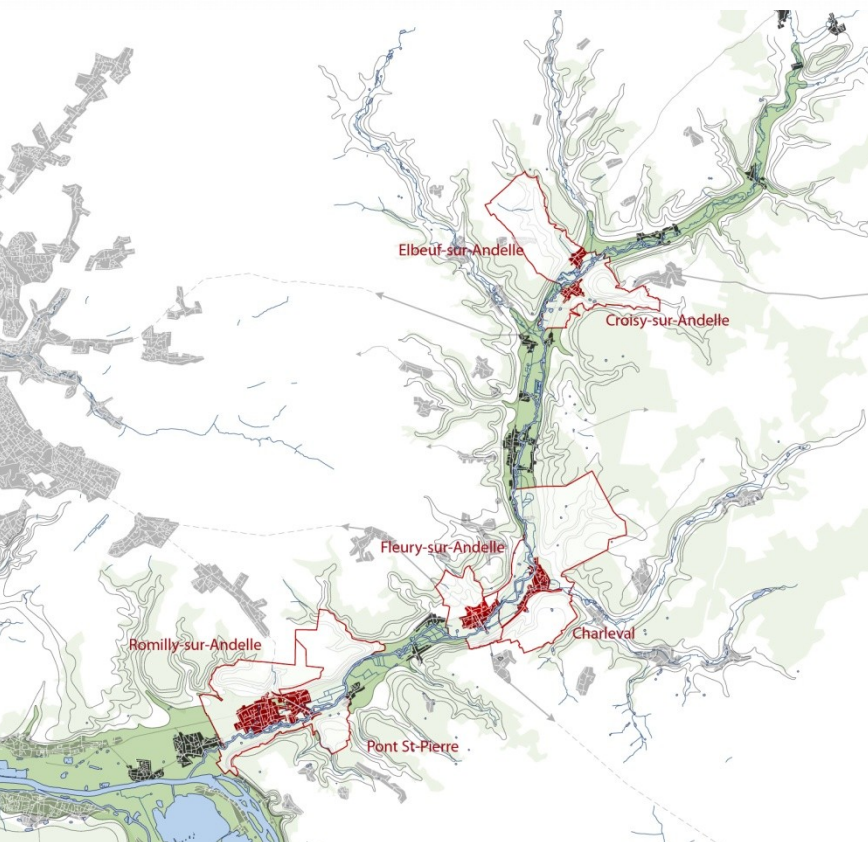 Elbeuf-sur-Andelle
Croisy-sur-Andelle
Fleury-sur-Andelle
Romilly-sur-Andelle
Charleval
Pont St-Pierre